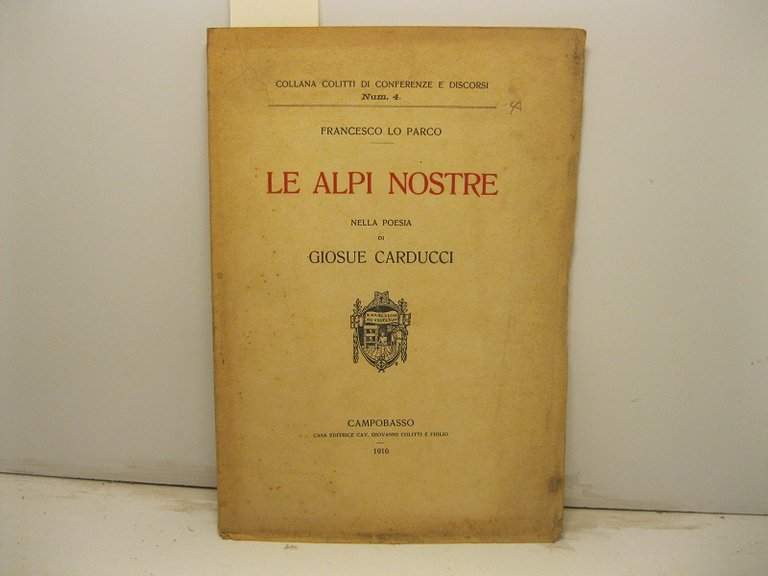 COLLANA COLITTI DI CONFERENZE E DISCORSI
Num. 4.
FRANCESCO LO PARCO
LE ALPI NOSTRE
NELLA POESIA
DI
GIOSUE CARDUCCI
CAMPOBASSO
CASA EDITRICE CAV. GIOVANNI COLITTI E FIGLIO
1916